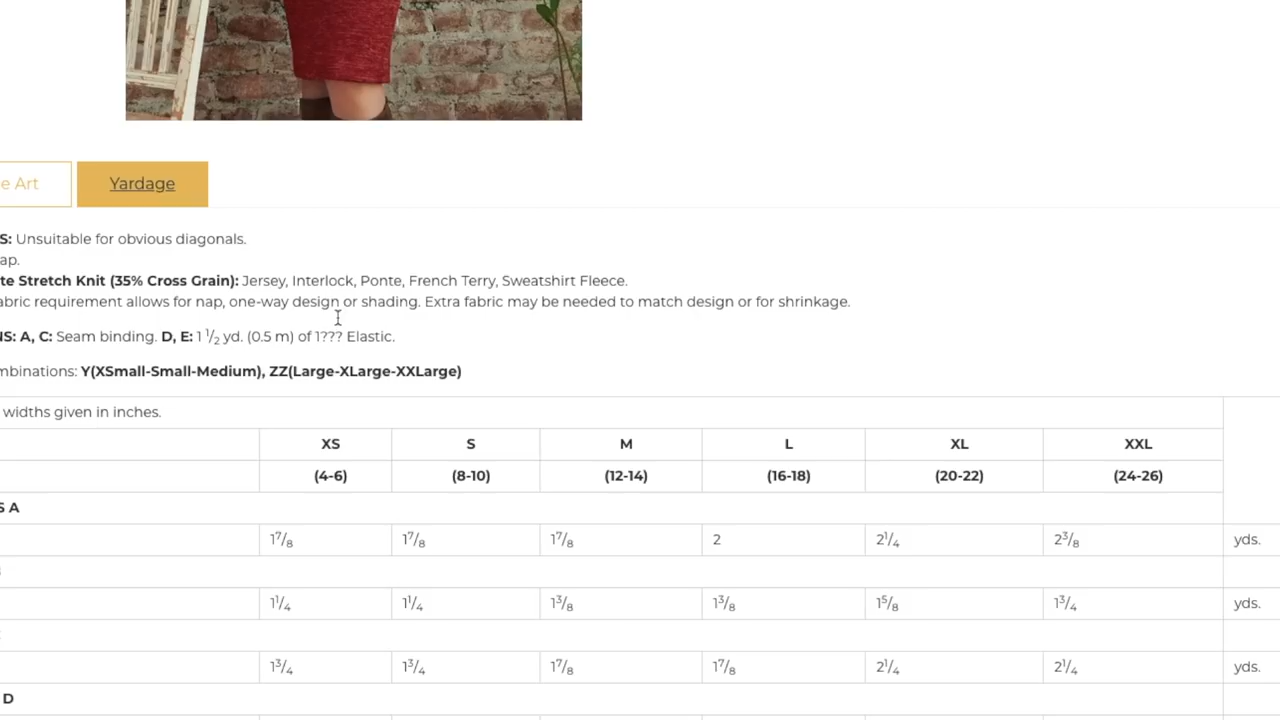 e Art
Yardage
S: Unsuitable for obvious diagonals.
ap.
te Stretch Knit (35% Cross Grain): Jersey, Interlock, Ponte, French Terry, Sweatshirt Fleece.
abric requirement allows for nap, one-way design or shading. Extra fabric may be needed to match design or for shrinkage.
NS: A, C: Seam binding. D, E: 1 1/2 yd. (0.5 m) of 1??? Elastic.
mbinations: Y(XSmall-Small-Medium), ZZ(Large-XLarge-XXLarge)
widths given in inches.
XS S M L XL XXL
(4-6) (8-10) (12-14) (16-18) (20-22) (24-26)
S A
1 7/8 1 7/8 1 7/8 2 2 1/4 2 3/8 yds.
1 1/4 1 1/4 1 3/8 1 3/8 1 5/8 1 3/4 yds.
1 3/4 1 3/4 1 7/8 1 7/8 2 1/4 2 1/4 yds.
D